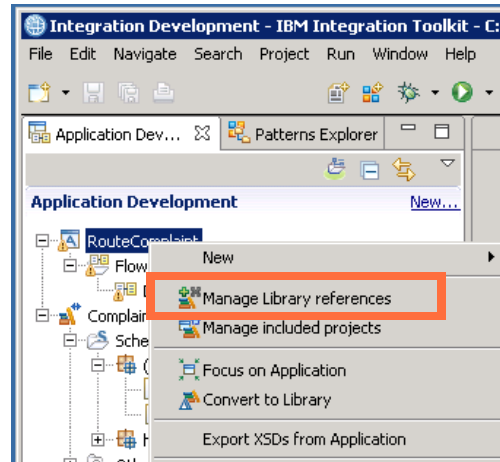 Integration Development - IBM Integration Toolkit - C:
File Edit Navigate Search Project Run Window Help
Application Dev... Patterns Explorer
Application Development New...
RouteComplaint
New
Flow
Manage Library references
Complain
Manage included projects
Sche
Focus on Application
Convert to Library
Export XSDs from Application